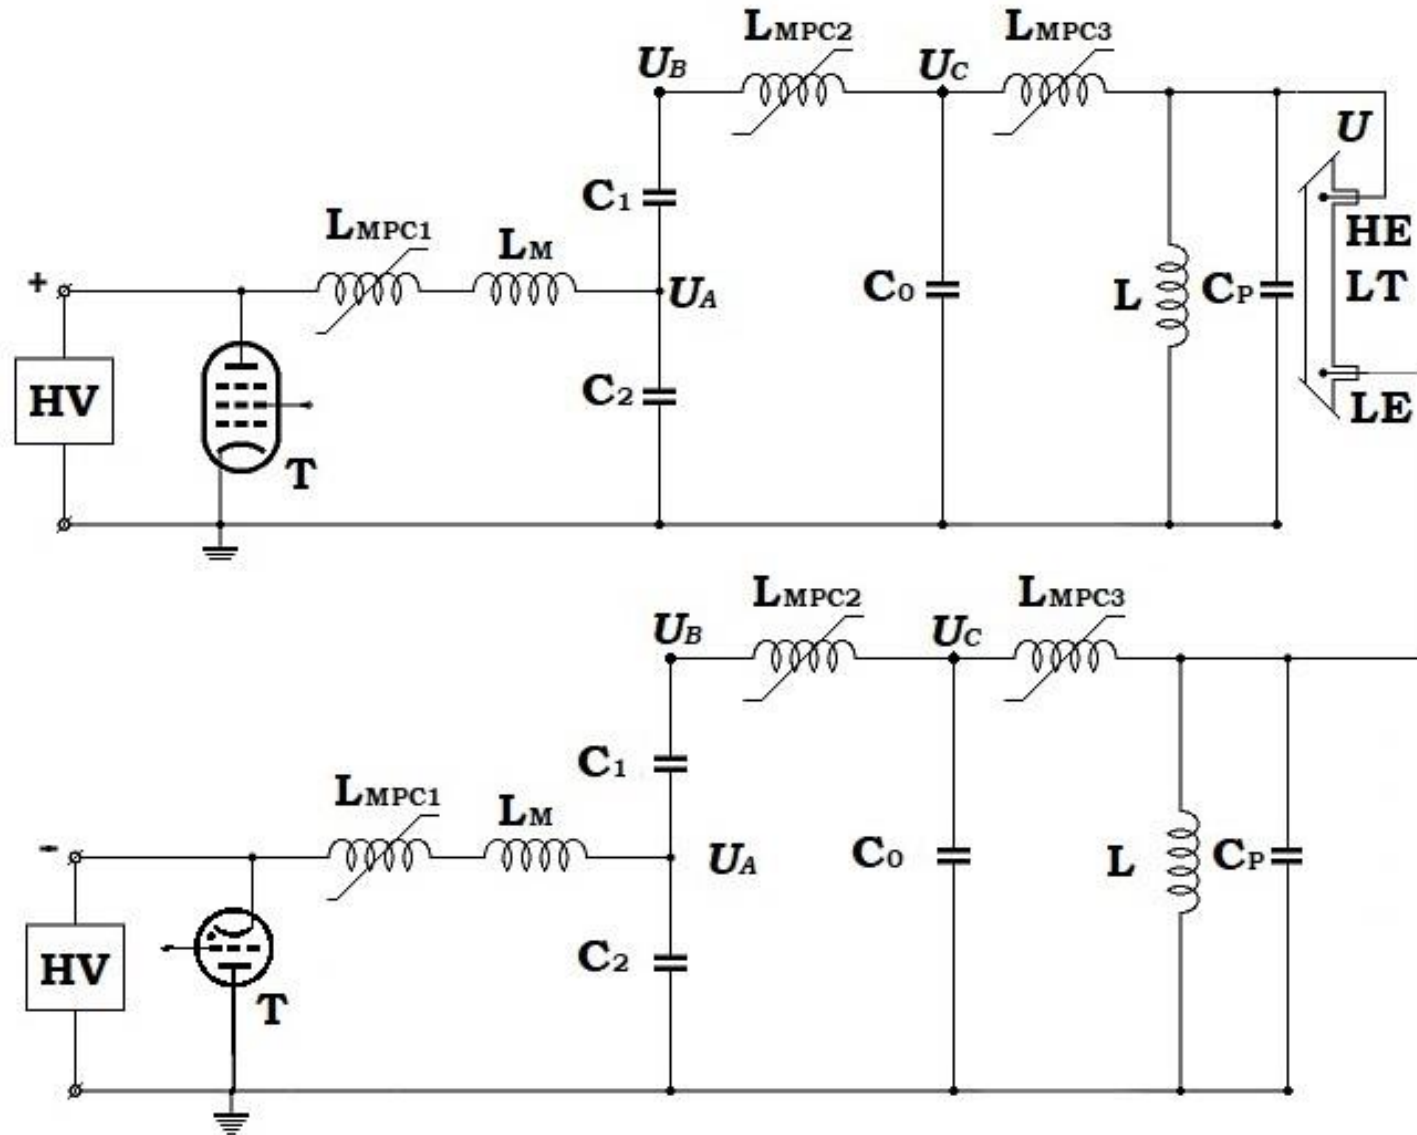 LMPC2 LMPC3
UB UC
U
C1
LMPC1 LM
HE
+ UA C0 L CP LT
HV C2 LE
T
LMPC2 LMPC3
UB UC
C1
LMPC1 LM
- UA C0 L CP
HV C2
T